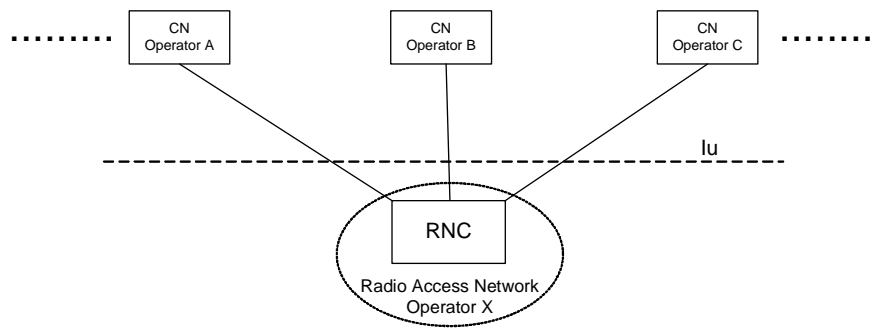 CN
Operator A
CN
Operator B
CN
Operator C
Iu
RNC
Radio Access Network
Operator X